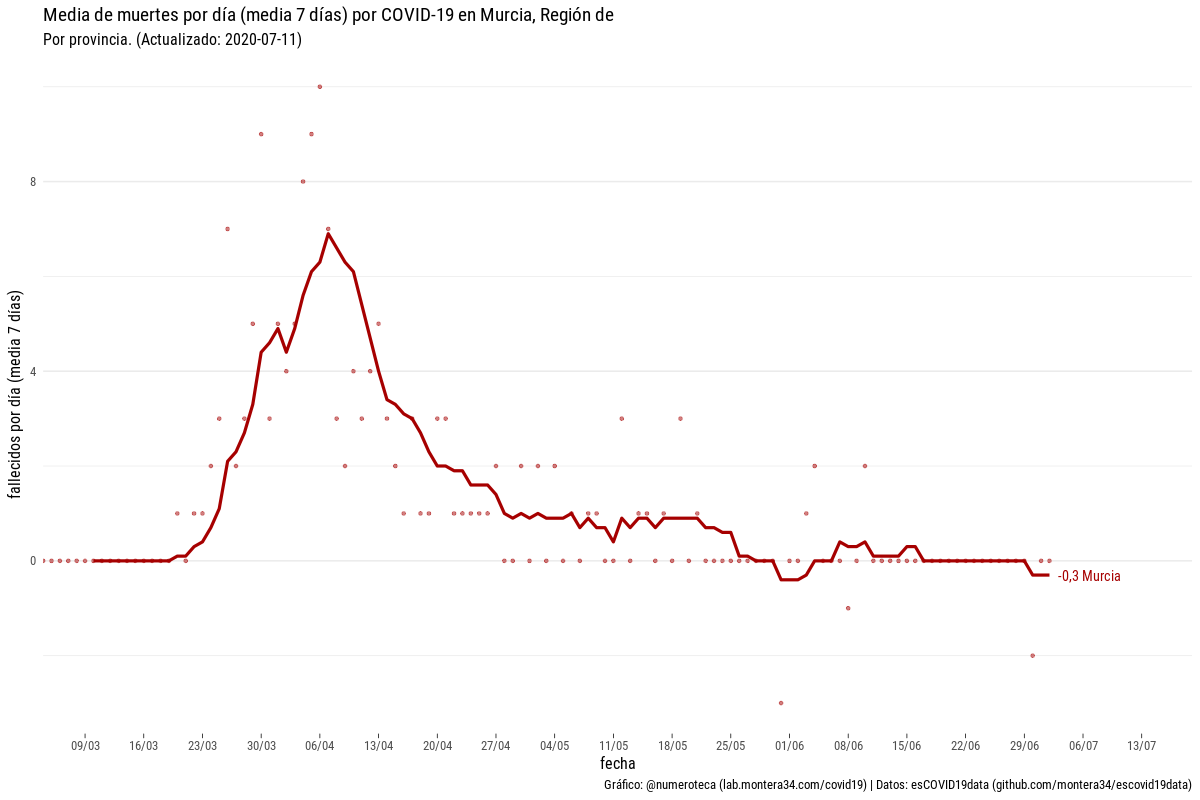 Media de muertes por día (media 7 días) por COVID-19 en Murcia, Región de
Por provincia. (Actualizado: 2020-07-11)
fallecidos por día (media 7 días)
8
4
0
-0,3 Murcia
09/03 16/03 23/03 30/03 06/04 13/04 20/04 27/04 04/05 11/05 18/05 25/05 01/06 08/06 15/06 22/06 29/06 06/07 13/07
fecha
Gráfico: @numeroteca (lab.montera34.com/covid19) | Datos: esCOVID19data (github.com/montera34/escovid19data)